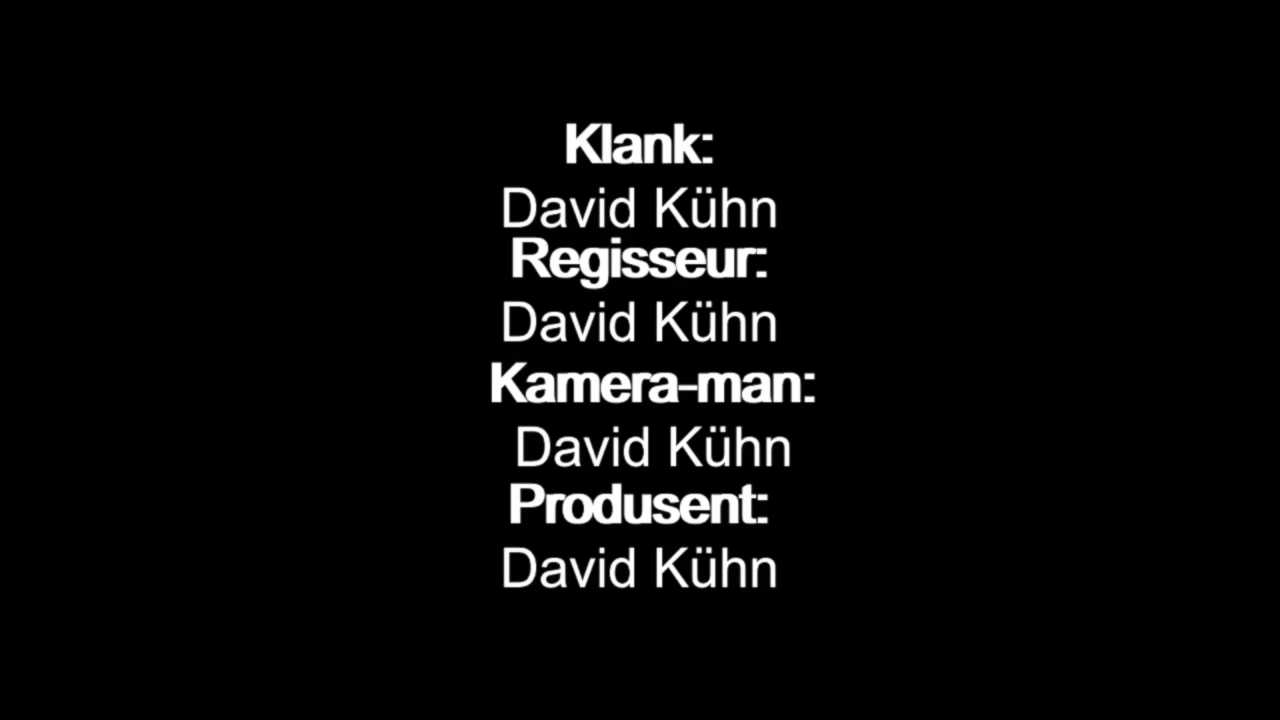 Klank:
David Kühn
Regisseur:
David Kühn
Kamera-man:
David Kühn
Produsent:
David Kühn